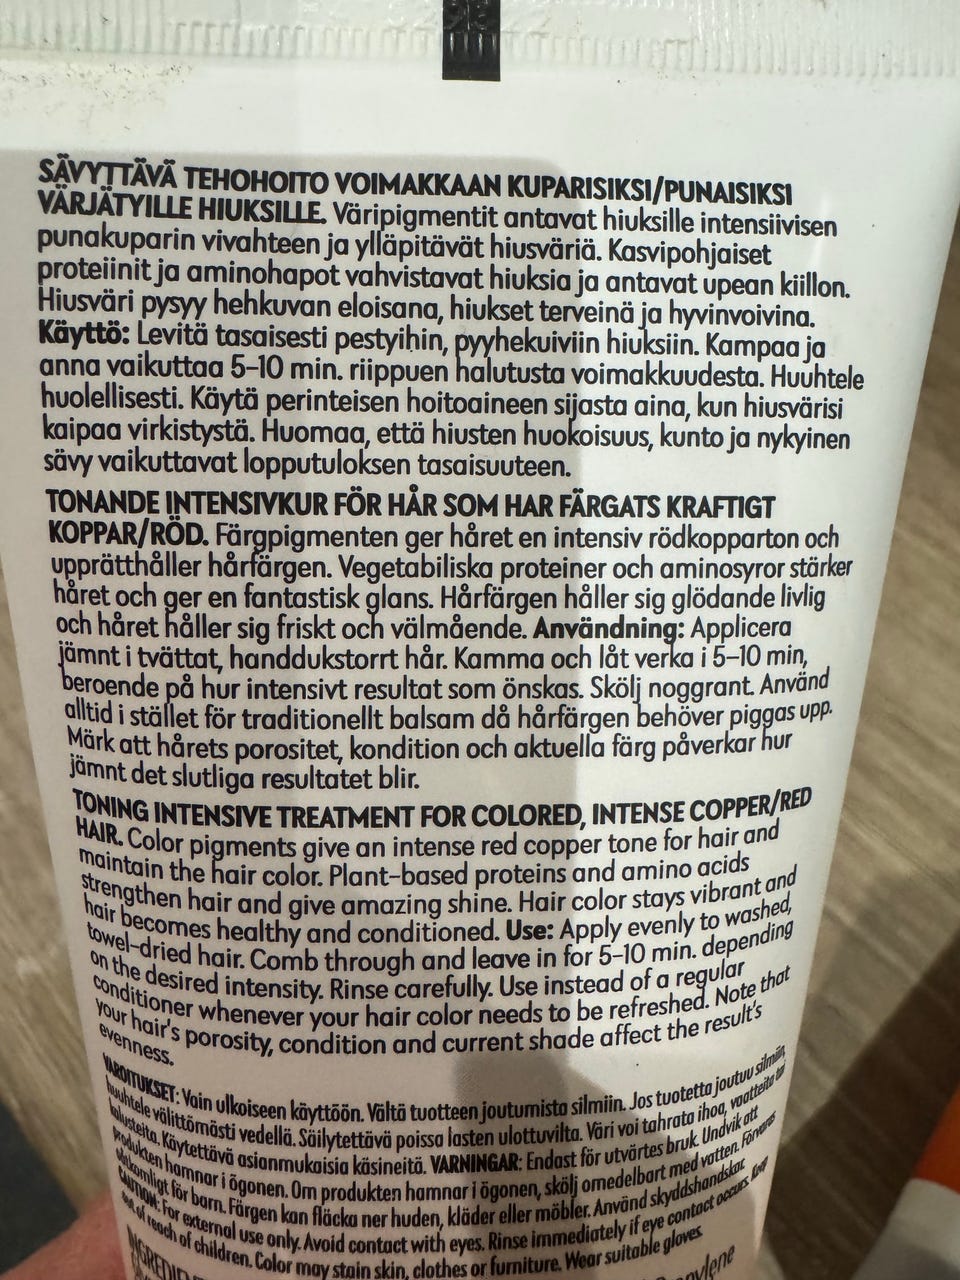 SÄVYTTÄVÄ TEHOHOITO VOIMAKKAAN KUPARISIKSI/PUNAISIKSI
VÄRJÄTYILLE HIUKSILLE. Väripigmentit antavat hiuksille intensiivisen
punakuparin vivahteen ja ylläpitävät hiusväriä. Kasvipohjaiset
proteiinit ja aminohapot vahvistavat hiuksia ja antavat upean kiillon.
Hiusväri pysyy hehkuvan eloisana, hiukset terveinä ja hyvinvoivina.
Käyttö: Levitä tasaisesti pestyihin, pyyhekuiviin hiuksiin. Kampaa ja
anna vaikuttaa 5–10 min. riippuen halutusta voimakkuudesta. Huuhtele
huolellisesti. Käytä perinteisen hoitoaineen sijasta aina, kun hiusvärisi
kaipaa virkistystä. Huomaa, että hiusten huokoisuus, kunto ja nykyinen
sävy vaikuttavat lopputuloksen tasaisuuteen.
TONANDE INTENSIVKUR FÖR HÅR SOM HAR FÄRGATS KRAFTIGT
KOPPAR/RÖD. Färgpigmenten ger håret en intensiv rödkopparton och
upprätthåller hårfärgen. Vegetabiliska proteiner och aminosyror stärker
håret och ger en fantastisk glans. Hårfärgen håller sig glödande livlig
och håret håller sig friskt och välmående. Användning: Applicera
jämnt i tvättat, handdukstorrt hår. Kamma och låt verka i 5–10 min,
beroende på hur intensivt resultat som önskas. Skölj noggrant. Använd
alltid i stället för traditionellt balsam då hårfärgen behöver piggas upp.
Märk att hårets porositet, kondition och aktuella färg påverkar hur
jämnt det slutliga resultatet blir.
TONING INTENSIVE TREATMENT FOR COLORED, INTENSE COPPER/RED
HAIR. Color pigments give an intense red copper tone for hair and
maintain the hair color. Plant-based proteins and amino acids
strengthen hair and give amazing shine. Hair color stays vibrant and
hair becomes healthy and conditioned. Use: Apply evenly to washed,
towel-dried hair. Comb through and leave in for 5–10 min. depending
on the desired intensity. Rinse carefully. Use instead of a regular
conditioner whenever your hair color needs to be refreshed. Note that
your hair's porosity, condition and current shade affect the result's
evenness.
VAROITUKSET: Vain ulkoiseen käyttöön. Vältä tuotteen joutumista silmiin. Jos tuotetta joutuu silmiin,
huuhtele välittömästi vedellä. Säilytettävä poissa lasten ulottuvilta. Väri voi tahrata ihoa, vaatteita tai
kalusteita. Käytettävä asianmukaisia käsineitä. VARNINGAR: Endast för utvärtes bruk. Undvik att
produkten hamnar i ögonen. Om produkten hamnar i ögonen, skölj omedelbart med vatten. Förvaras
oåtkomligt för barn. Färgen kan fläcka ner huden, kläder eller möbler. Använd skyddshandskar.
CAUTION: For external use only. Avoid contact with eyes. Rinse immediately if eye contact occurs. Keep
out of reach of children. Color may stain skin, clothes or furniture. Wear suitable gloves.